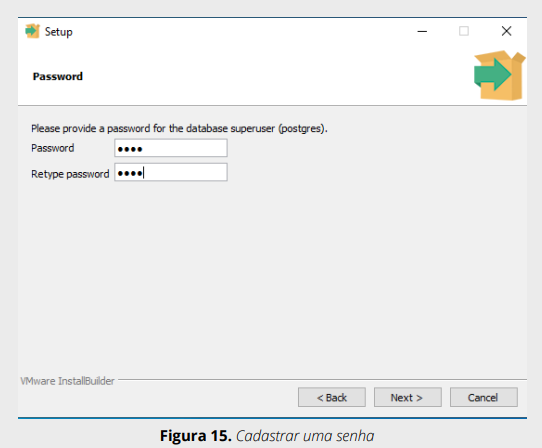 Setup
Password
Please provide a password for the database superuser (postgres).
Password ••••
Retype password ••••
VMware InstallBuilder
< Back Next > Cancel
Figura 15. Cadastrar uma senha